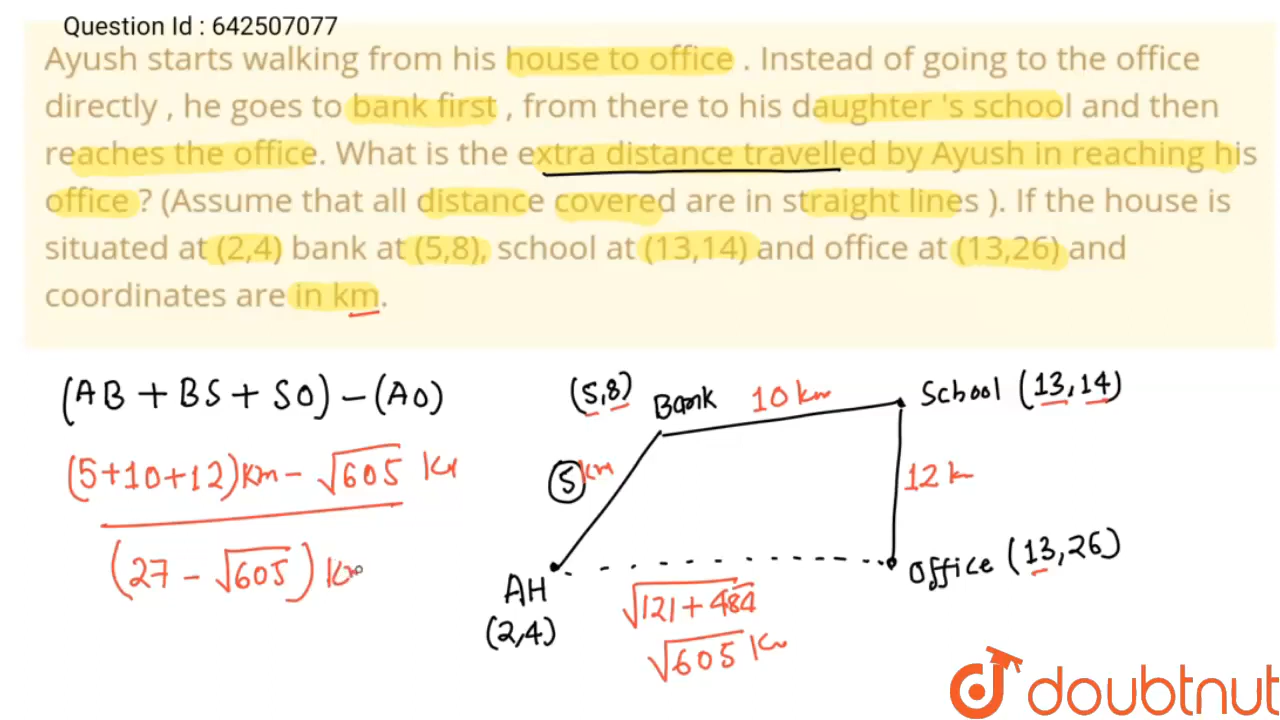 Question Id : 642507077
Ayush starts walking from his house to office . Instead of going to the office
directly , he goes to bank first , from there to his daughter 's school and then
reaches the office. What is the extra distance travelled by Ayush in reaching his
office ? (Assume that all distance covered are in straight lines ). If the house is
situated at (2,4) bank at (5,8), school at (13,14) and office at (13,26) and
coordinates are in km.
(AB + BS + SO) - (AO)
(5+10+12)km - √605 km
(27 - √605) km
(5,8)
Bank
10 km
School (13,14)
5 km
12 k
AH
(2,4)
Office (13,26)
√121 + 484
√605 km
doubtnut